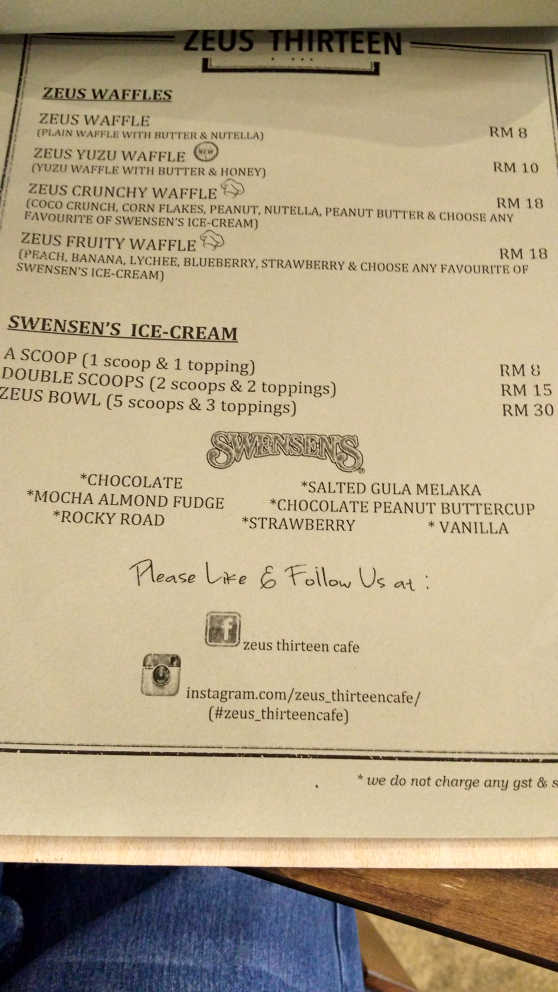 ZEUS THIRTEEN
ZEUS WAFFLES
ZEUS WAFFLE
(PLAIN WAFFLE WITH BUTTER & NUTELLA) RM 8
ZEUS YUZU WAFFLE NEW
(YUZU WAFFLE WITH BUTTER & HONEY) RM 10
ZEUS CRUNCHY WAFFLE RM 18
(COCO CRUNCH, CORN FLAKES, PEANUT, NUTELLA, PEANUT BUTTER & CHOOSE ANY
FAVOURITE OF SWENSEN'S ICE-CREAM)
ZEUS FRUITY WAFFLE RM 18
(PEACH, BANANA, LYCHEE, BLUEBERRY, STRAWBERRY & CHOOSE ANY FAVOURITE OF
SWENSEN'S ICE-CREAM)
SWENSEN'S ICE-CREAM
A SCOOP (1 scoop & 1 topping) RM 8
DOUBLE SCOOPS (2 scoops & 2 toppings) RM 15
ZEUS BOWL (5 scoops & 3 toppings) RM 30
SWENSEN'S
*CHOCOLATE *SALTED GULA MELAKA
*MOCHA ALMOND FUDGE *CHOCOLATE PEANUT BUTTERCUP
*ROCKY ROAD *STRAWBERRY * VANILLA
Please Like & Follow Us at :
f zeus thirteen cafe
instagram.com/zeus_thirteencafe/
(#zeus_thirteencafe)
* we do not charge any gst & s